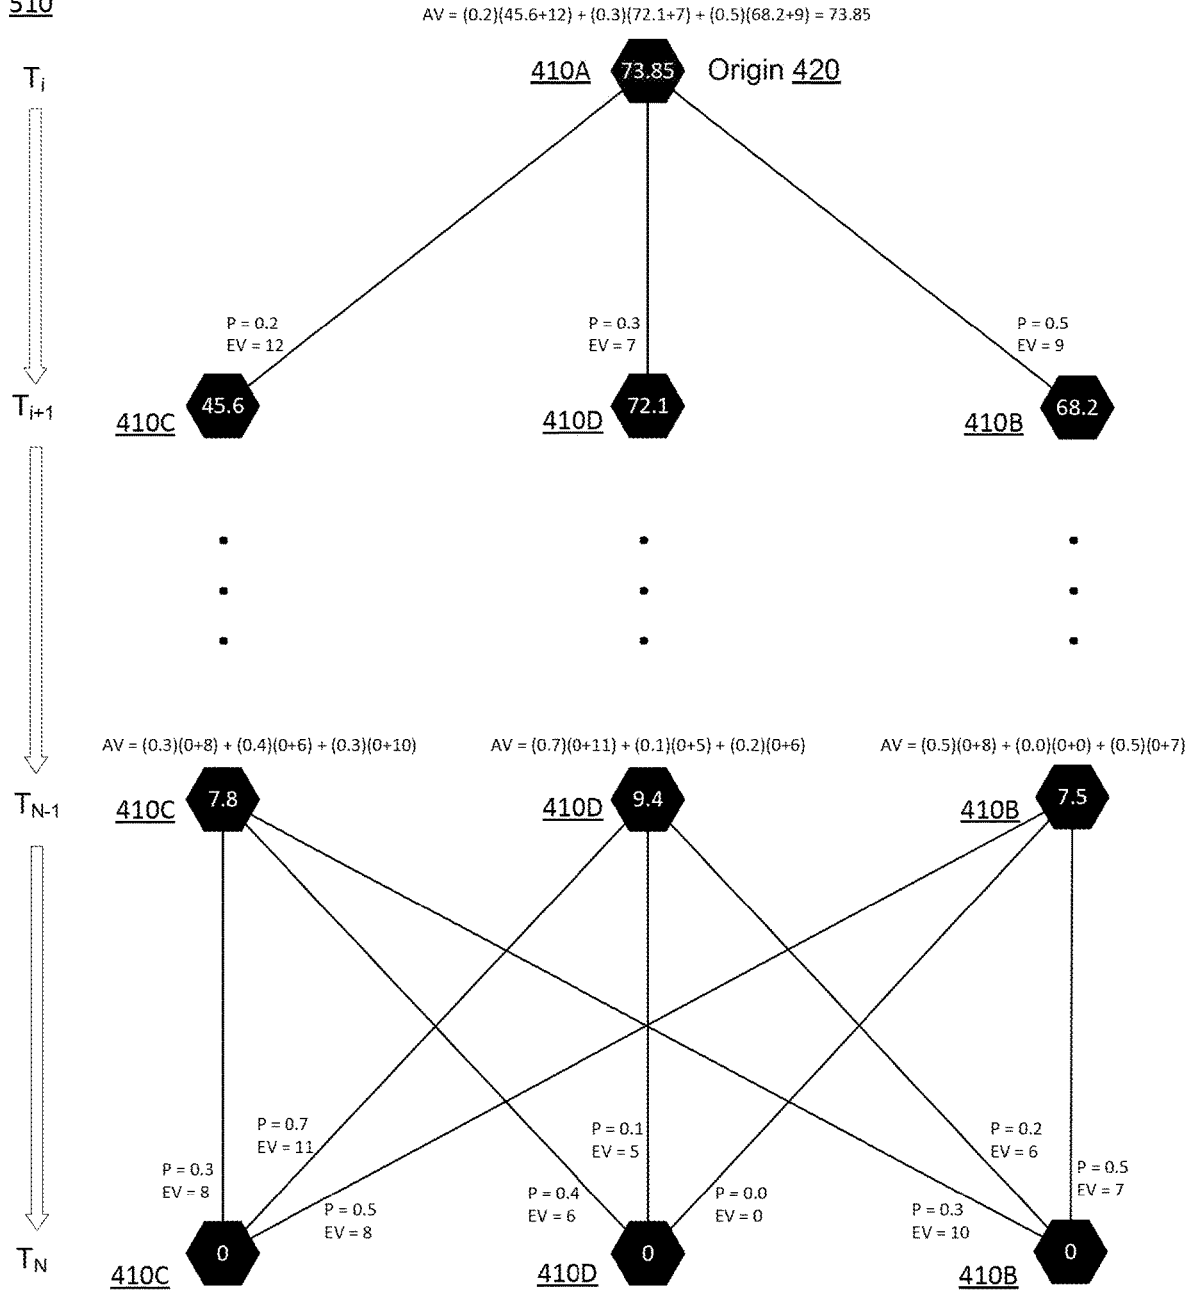 510
AV = (0.2)(45.6+12) + (0.3)(72.1+7) + (0.5)(68.2+9) = 73.85
Ti
410A
73.85
Origin 420
P = 0.2
EV = 12
P = 0.3
EV = 7
P = 0.5
EV = 9
Ti+1
410C
45.6
410D
72.1
410B
68.2
AV = (0.3)(0+8) + (0.4)(0+6) + (0.3)(0+10)
AV = (0.7)(0+11) + (0.1)(0+5) + (0.2)(0+6)
AV = (0.5)(0+8) + (0.0)(0+0) + (0.5)(0+7)
TN-1
410C
7.8
410D
9.4
410B
7.5
P = 0.7
EV = 11
P = 0.1
EV = 5
P = 0.2
EV = 6
P = 0.3
EV = 8
P = 0.5
EV = 7
P = 0.5
EV = 8
P = 0.4
EV = 6
P = 0.0
EV = 0
P = 0.3
EV = 10
TN
410C
0
410D
0
410B
0